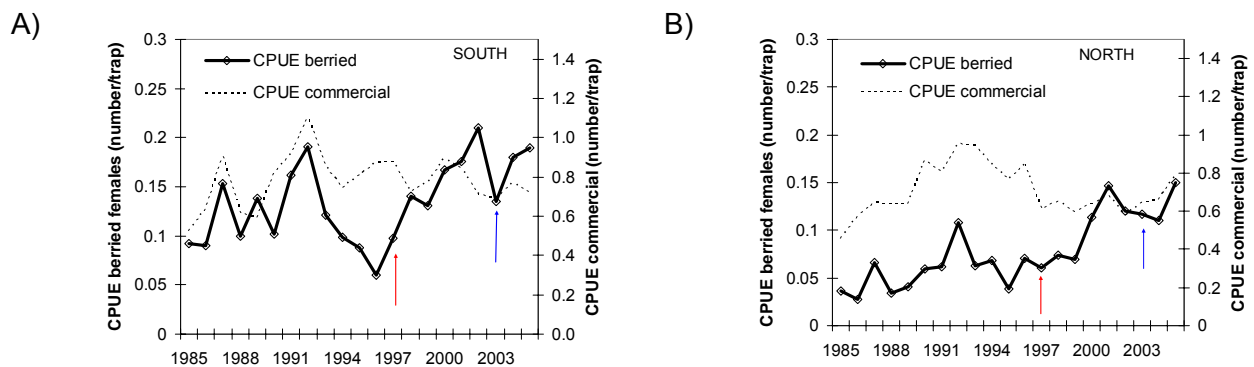 A)
CPUE berried females (number/trap)
0.3
0.25
0.2
0.15
0.1
0.05
0
CPUE berried
CPUE commercial
SOUTH
1.4
1.2
1.0
0.8
0.6
0.4
0.2
0.0
CPUE commercial (number/trap)
1985 1988 1991 1994 1997 2000 2003
B)
CPUE berried females (number/trap)
0.3
0.25
0.2
0.15
0.1
0.05
0
CPUE berried
CPUE commercial
NORTH
1.4
1.2
1
0.8
0.6
0.4
0.2
0
CPUE commercial (number/trap)
1985 1988 1991 1994 1997 2000 2003